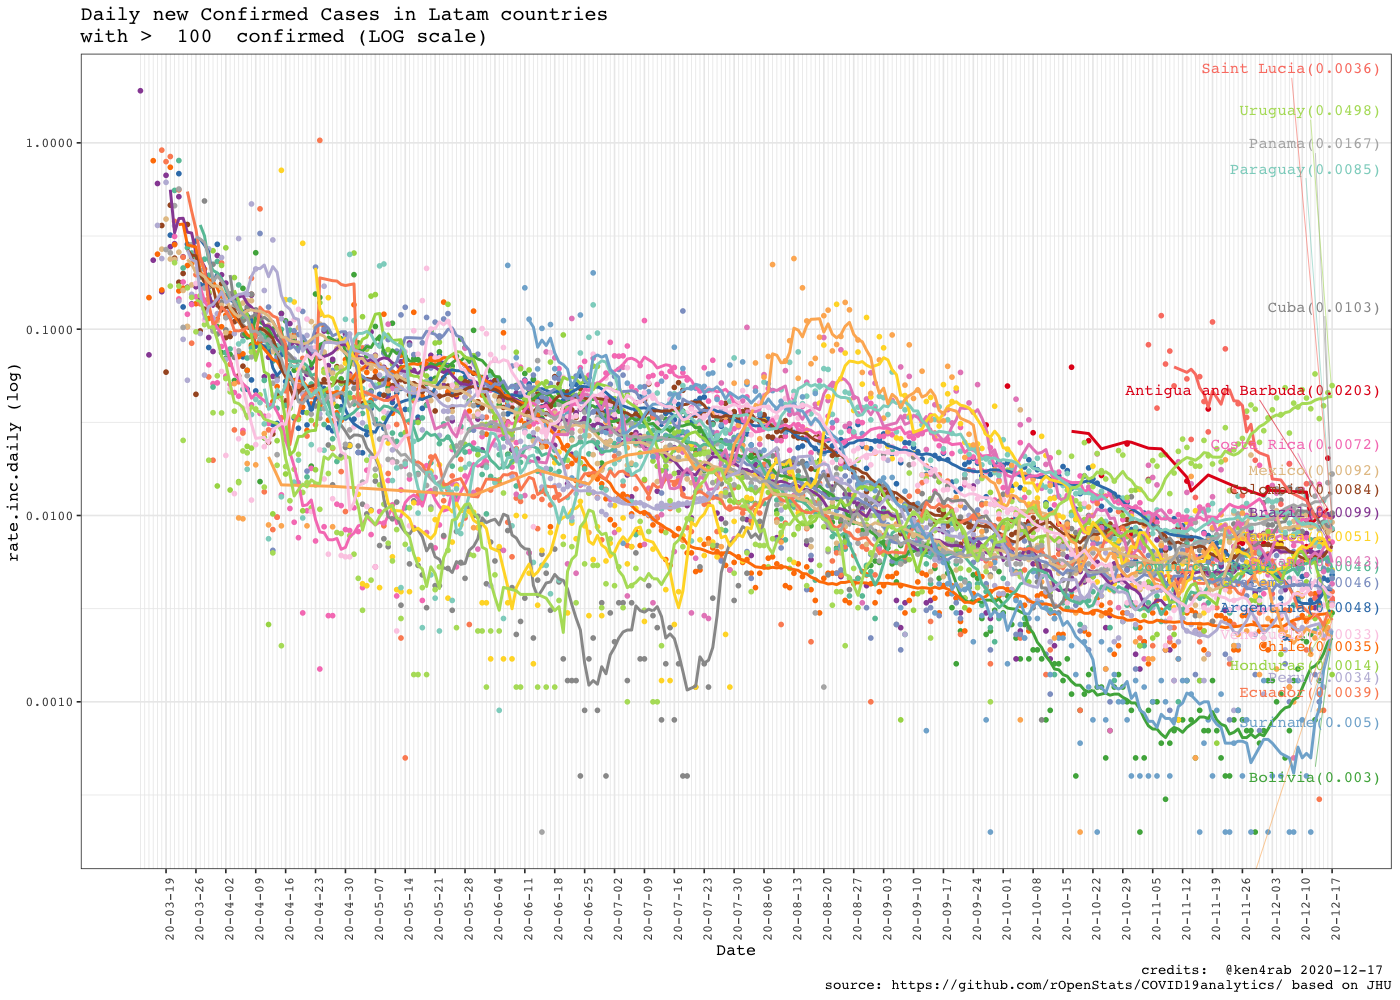 Daily new Confirmed Cases in Latam countries
with >  100  confirmed (LOG scale)
rate.inc.daily (log)
1.0000
0.1000
0.0100
0.0010
Saint Lucia(0.0036)
Uruguay(0.0498)
Panama(0.0167)
Paraguay(0.0085)
Cuba(0.0103)
Antigua and Barbuda(0.0203)
Costa Rica(0.0072)
Mexico(0.0092)
Colombia(0.0084)
Brazil(0.0099)
Argentina(0.0048)
Chile(0.0035)
Honduras(0.0014)
Peru(0.0034)
Ecuador(0.0039)
Suriname(0.005)
Bolivia(0.003)
20-03-19
20-03-26
20-04-02
20-04-09
20-04-16
20-04-23
20-04-30
20-05-07
20-05-14
20-05-21
20-05-28
20-06-04
20-06-11
20-06-18
20-06-25
20-07-02
20-07-09
20-07-16
20-07-23
20-07-30
20-08-06
20-08-13
20-08-20
20-08-27
20-09-03
20-09-10
20-09-17
20-09-24
20-10-01
20-10-08
20-10-15
20-10-22
20-10-29
20-11-05
20-11-12
20-11-19
20-11-26
20-12-03
20-12-10
20-12-17
Date
credits:  @ken4rab 2020-12-17
source: https://github.com/rOpenStats/COVID19analytics/ based on JHU